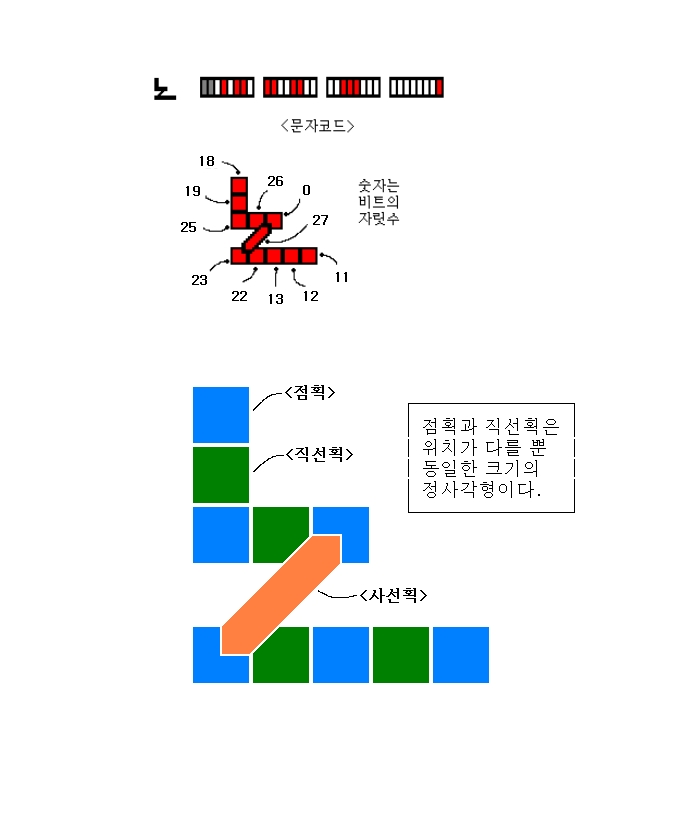 노
<문자코드>
18
19
26
0
숫자는
비트의
자릿수
25
27
23
22
13
12
11
<점획>
<직선획>
점획과 직선획은
위치가 다를 뿐
동일한 크기의
정사각형이다.
<사선획>